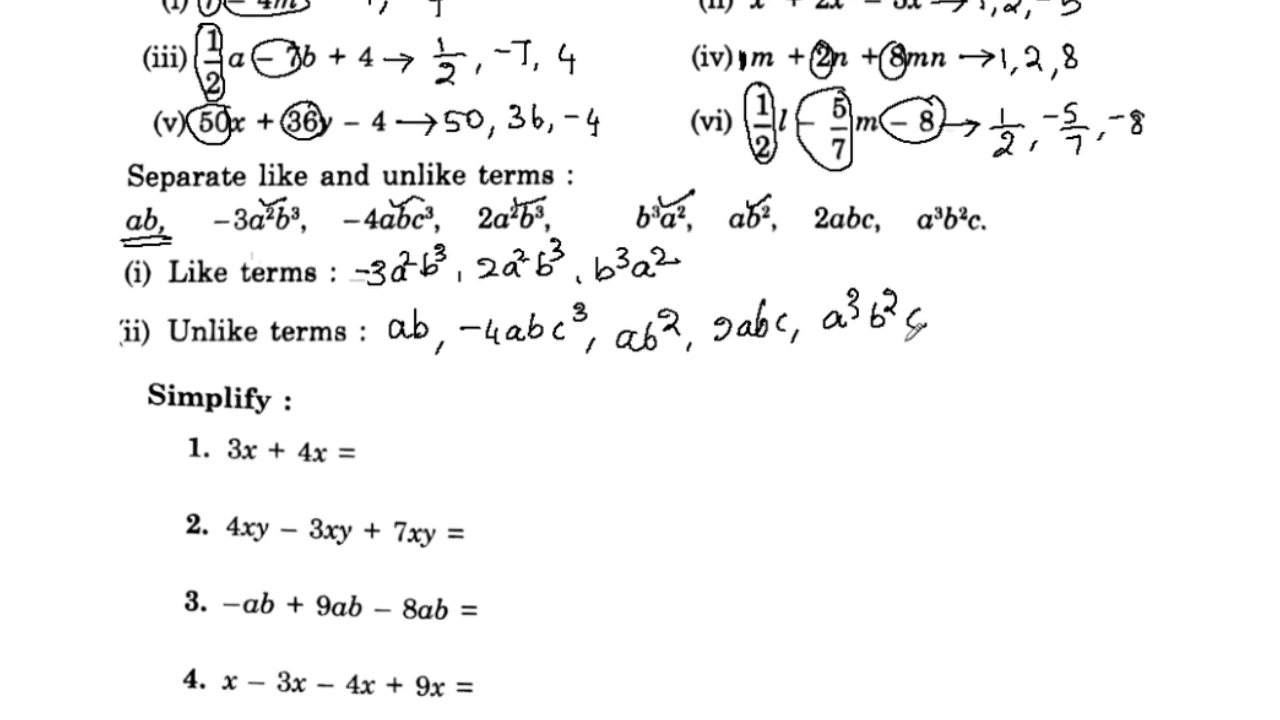 (iii) 1/2 a − 7b + 4 → 1/2, -7, 4
(iv) 1m + 2n + 8mn → 1, 2, 8
(v) 50x + 36y − 4 → 50, 36, -4
(vi) 1/2 l − 5/7 m − 8 → 1/2, -5/7, -8
Separate like and unlike terms :
ab, −3a²b³, −4abc³, 2a²b³, b³a², ab², 2abc, a³b²c.
(i) Like terms : -3a²b³, 2a²b³, b³a²
ii) Unlike terms : ab, -4abc³, ab², 2abc, a³b²c
Simplify :
1. 3x + 4x =
2. 4xy − 3xy + 7xy =
3. −ab + 9ab − 8ab =
4. x − 3x − 4x + 9x =